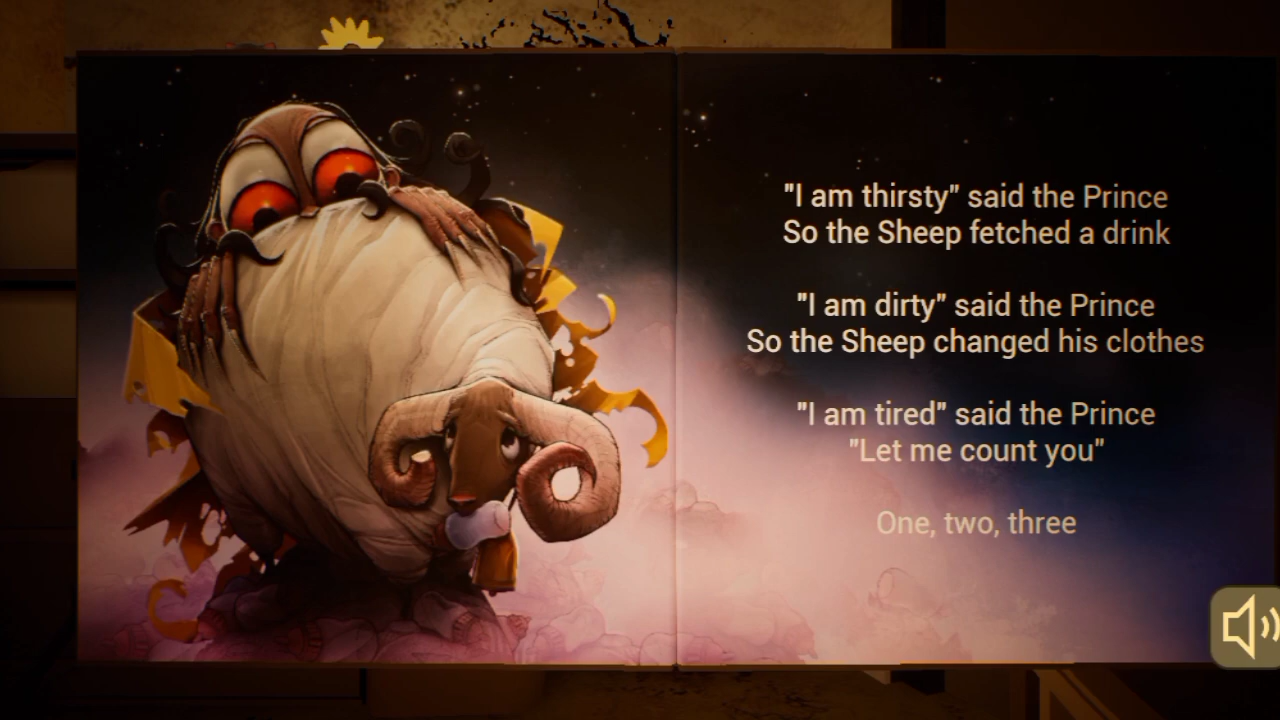 "I am thirsty" said the Prince
So the Sheep fetched a drink
"I am dirty" said the Prince
So the Sheep changed his clothes
"I am tired" said the Prince
"Let me count you"
One, two, three